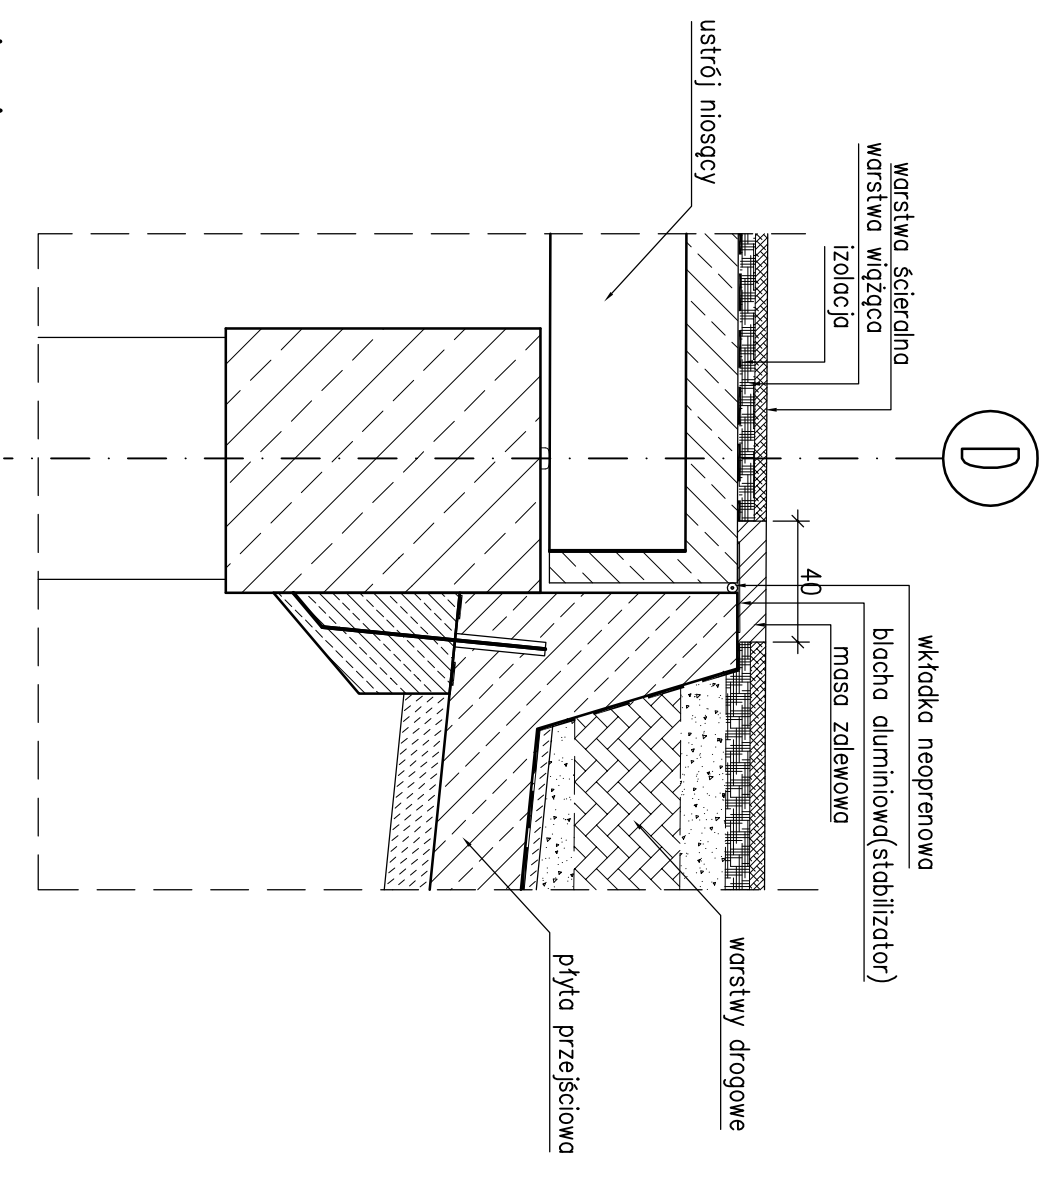 D
warstwa ścieralna
warstwa wiążąca
izolacja
ustrój niosący
40
wkładka neoprenowa
blacha aluminiowa(stabilizator)
masa zalewowa
warstwy drogowe
płyta przejściowa